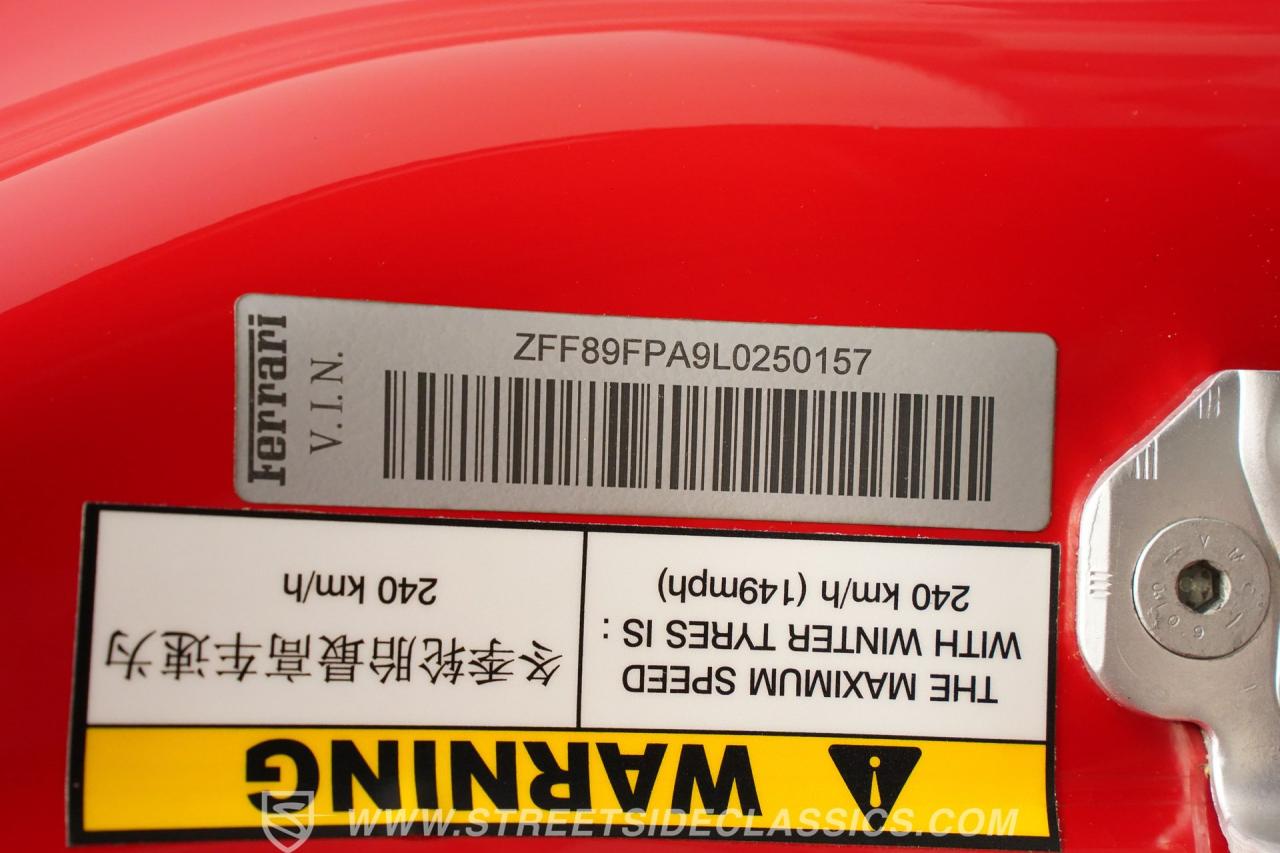 Ferrari
V.I.N.
ZFF89FPA9L0250157
WARNING
THE MAXIMUM SPEED
WITH WINTER TYRES IS :
240 km/h (149mph)
冬季轮胎最高车速为
240 km/h
WWW.STREETSIDECLASSICS.COM